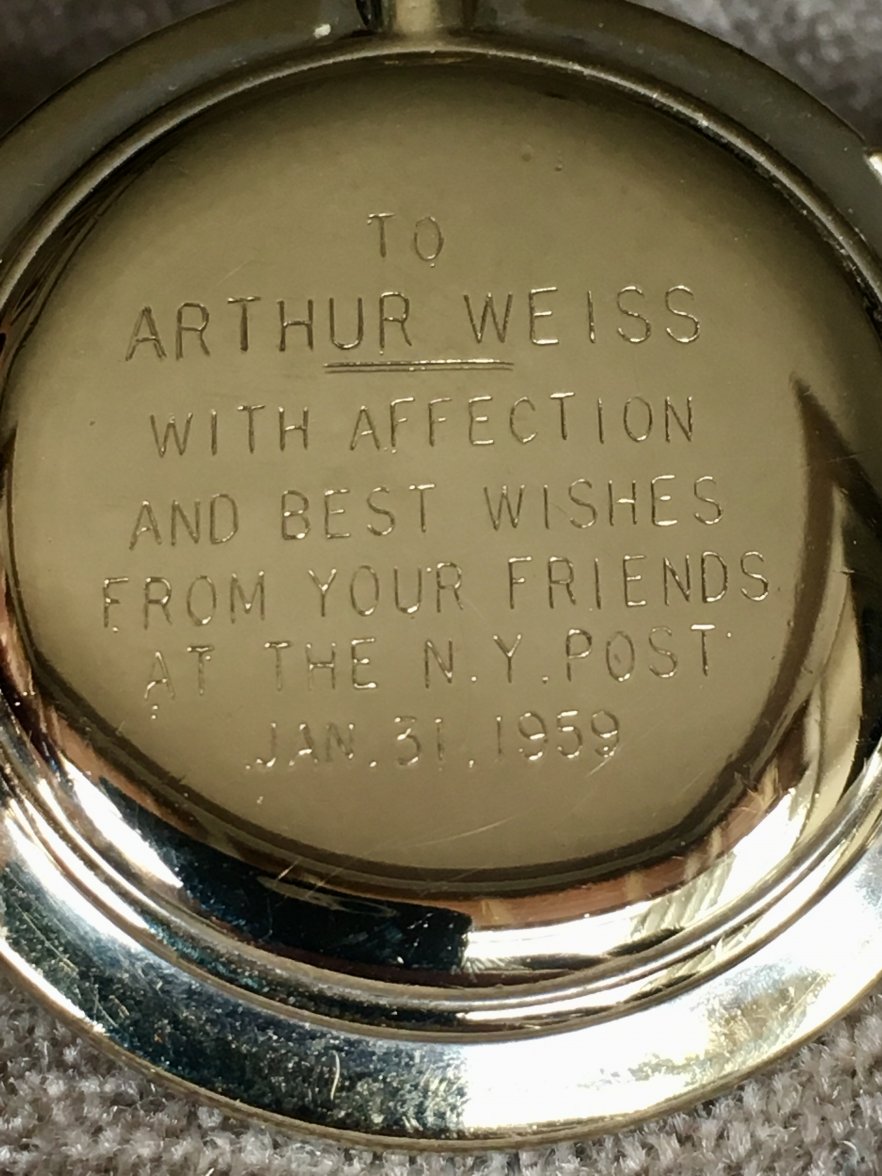 TO
ARTHUR WEISS
WITH AFFECTION
AND BEST WISHES
FROM YOUR FRIENDS
AT THE N.Y. POST
JAN. 31, 1959